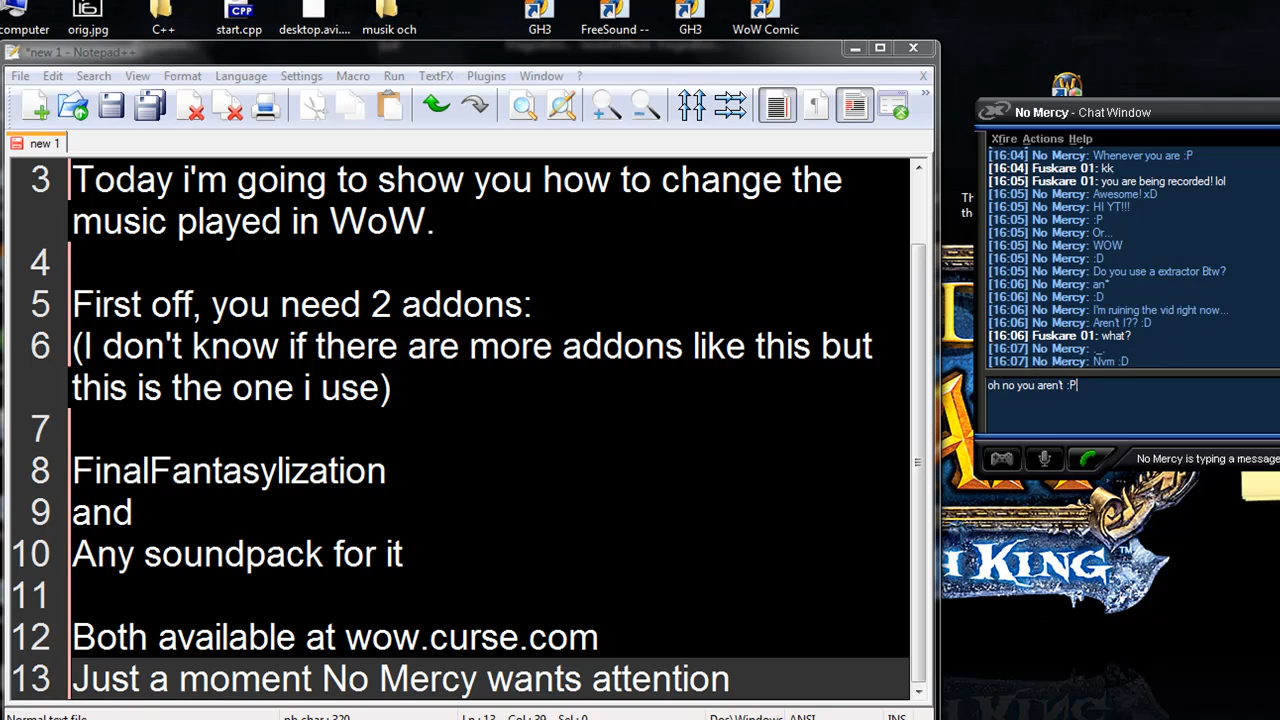 computer
orig.jpg
C++
start.cpp
desktop.avi....
musik och
GH3
FreeSound --
GH3
WoW Comic
*new 1 - Notepad++
File Edit Search View Format Language Settings Macro Run TextFX Plugins Window ?
X
new 1
3 Today i'm going to show you how to change the
music played in WoW.
4
5 First off, you need 2 addons:
6 (I don't know if there are more addons like this but
this is the one i use)
7
8 FinalFantasylization
9 and
10 Any soundpack for it
11
12 Both available at wow.curse.com
13 Just a moment No Mercy wants attention
No Mercy - Chat Window
Xfire Actions Help
[16:04] No Mercy: Whenever you are :P
[16:04] Fuskare 01: kk
[16:05] Fuskare 01: you are being recorded! lol
[16:05] No Mercy: Awesome! xD
[16:05] No Mercy: HI YT!!!
[16:05] No Mercy: :P
[16:05] No Mercy: Or...
[16:05] No Mercy: WOW
[16:05] No Mercy: :D
[16:05] No Mercy: Do you use a extractor Btw?
[16:06] No Mercy: an*
[16:06] No Mercy: :D
[16:06] No Mercy: I'm ruining the vid right now...
[16:06] No Mercy: Aren't I?? :D
[16:06] Fuskare 01: what?
[16:07] No Mercy: ._.
[16:07] No Mercy: Nvm :D
oh no you aren't :P
No Mercy is typing a message
KING
TM